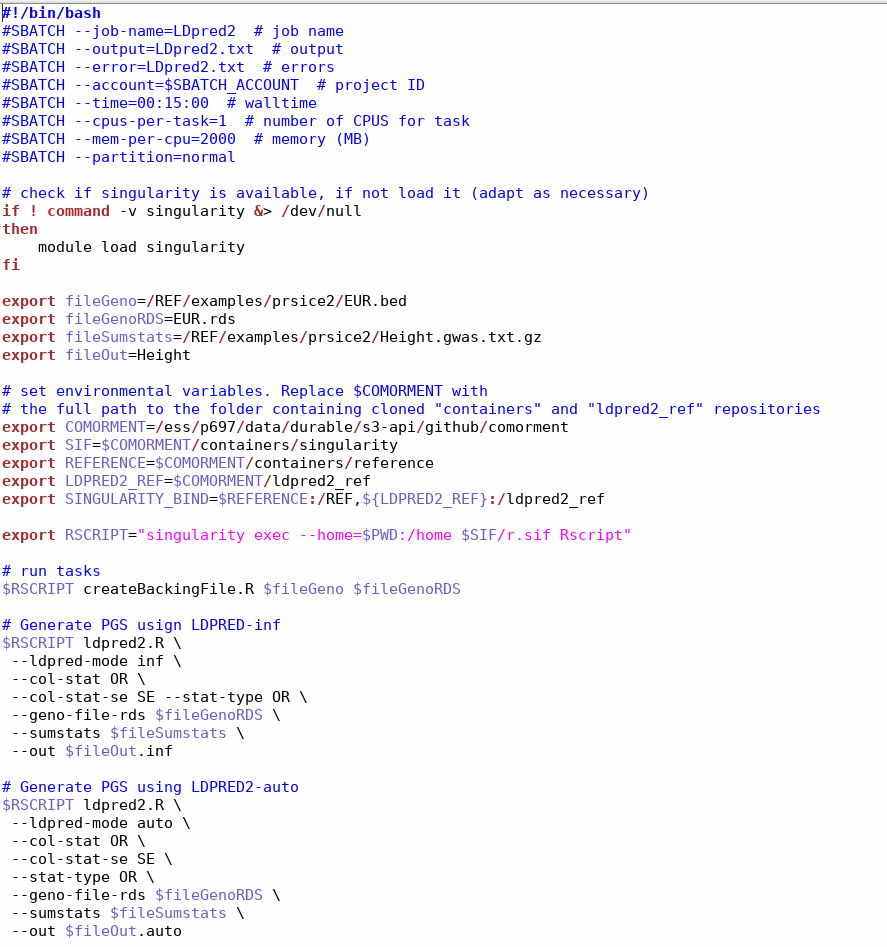 #!/bin/bash
#SBATCH --job-name=LDpred2  # job name
#SBATCH --output=LDpred2.txt  # output
#SBATCH --error=LDpred2.txt  # errors
#SBATCH --account=$SBATCH_ACCOUNT  # project ID
#SBATCH --time=00:15:00  # walltime
#SBATCH --cpus-per-task=1  # number of CPUS for task
#SBATCH --mem-per-cpu=2000  # memory (MB)
#SBATCH --partition=normal

# check if singularity is available, if not load it (adapt as necessary)
if ! command -v singularity &> /dev/null
then
    module load singularity
fi

export fileGeno=/REF/examples/prsice2/EUR.bed
export fileGenoRDS=EUR.rds
export fileSumstats=/REF/examples/prsice2/Height.gwas.txt.gz
export fileOut=Height

# set environmental variables. Replace $COMORMENT with
# the full path to the folder containing cloned "containers" and "ldpred2_ref" repositories
export COMORMENT=/ess/p697/data/durable/s3-api/github/comorment
export SIF=$COMORMENT/containers/singularity
export REFERENCE=$COMORMENT/containers/reference
export LDPRED2_REF=$COMORMENT/ldpred2_ref
export SINGULARITY_BIND=$REFERENCE:/REF,${LDPRED2_REF}:/ldpred2_ref

export RSCRIPT="singularity exec --home=$PWD:/home $SIF/r.sif Rscript"

# run tasks
$RSCRIPT createBackingFile.R $fileGeno $fileGenoRDS

# Generate PGS usign LDPRED-inf
$RSCRIPT ldpred2.R \
 --ldpred-mode inf \
 --col-stat OR \
 --col-stat-se SE --stat-type OR \
 --geno-file-rds $fileGenoRDS \
 --sumstats $fileSumstats \
 --out $fileOut.inf

# Generate PGS using LDPRED2-auto
$RSCRIPT ldpred2.R \
 --ldpred-mode auto \
 --col-stat OR \
 --col-stat-se SE \
 --stat-type OR \
 --geno-file-rds $fileGenoRDS \
 --sumstats $fileSumstats \
 --out $fileOut.auto